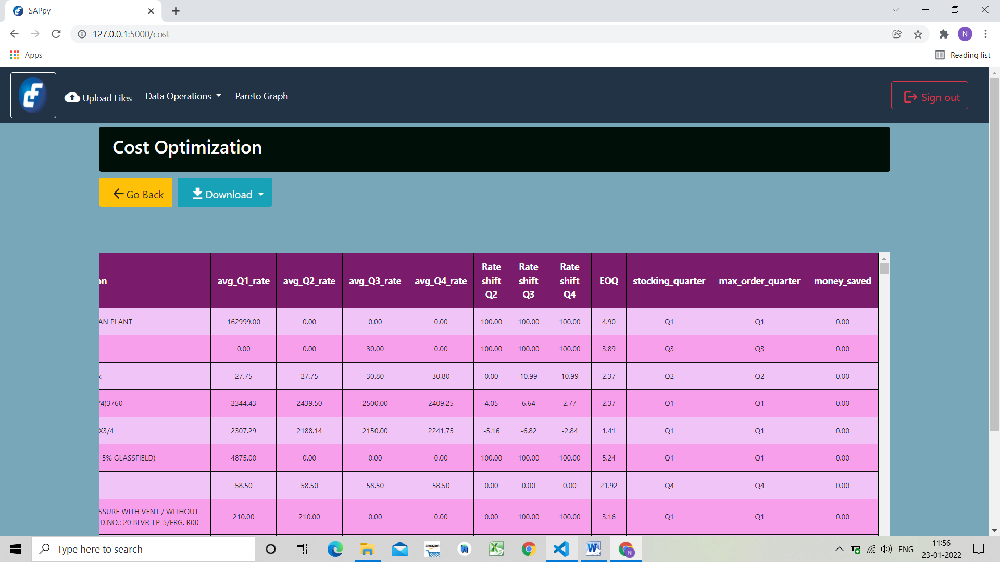 SAPpy
127.0.0.1:5000/cost
N
Apps
Reading list
Upload Files Data Operations Pareto Graph
Sign out
Cost Optimization
Go Back Download
on avg_Q1_rate avg_Q2_rate avg_Q3_rate avg_Q4_rate Rate shift Q2 Rate shift Q3 Rate shift Q4 EOQ stocking_quarter max_order_quarter money_saved
AN PLANT 162999.00 0.00 0.00 0.00 100.00 100.00 100.00 4.90 Q1 Q1 0.00
0.00 0.00 30.00 0.00 100.00 100.00 100.00 3.89 Q3 Q3 0.00
27.75 27.75 30.80 30.80 0.00 10.99 10.99 2.37 Q2 Q2 0.00
/4)3760 2344.43 2439.50 2500.00 2409.25 4.05 6.64 2.77 2.37 Q1 Q1 0.00
X3/4 2307.29 2188.14 2150.00 2241.75 -5.16 -6.82 -2.84 1.41 Q1 Q1 0.00
5% GLASSFIELD) 4875.00 0.00 0.00 0.00 100.00 100.00 100.00 5.24 Q1 Q1 0.00
58.50 58.50 58.50 58.50 0.00 0.00 0.00 21.92 Q4 Q4 0.00
SSURE WITH VENT / WITHOUT
D.NO.: 20 BLVR-LP-5/FRG. R00 210.00 210.00 0.00 0.00 0.00 100.00 100.00 3.16 Q1 Q1 0.00
Type here to search
amazon
N
ENG
11:56
23-01-2022